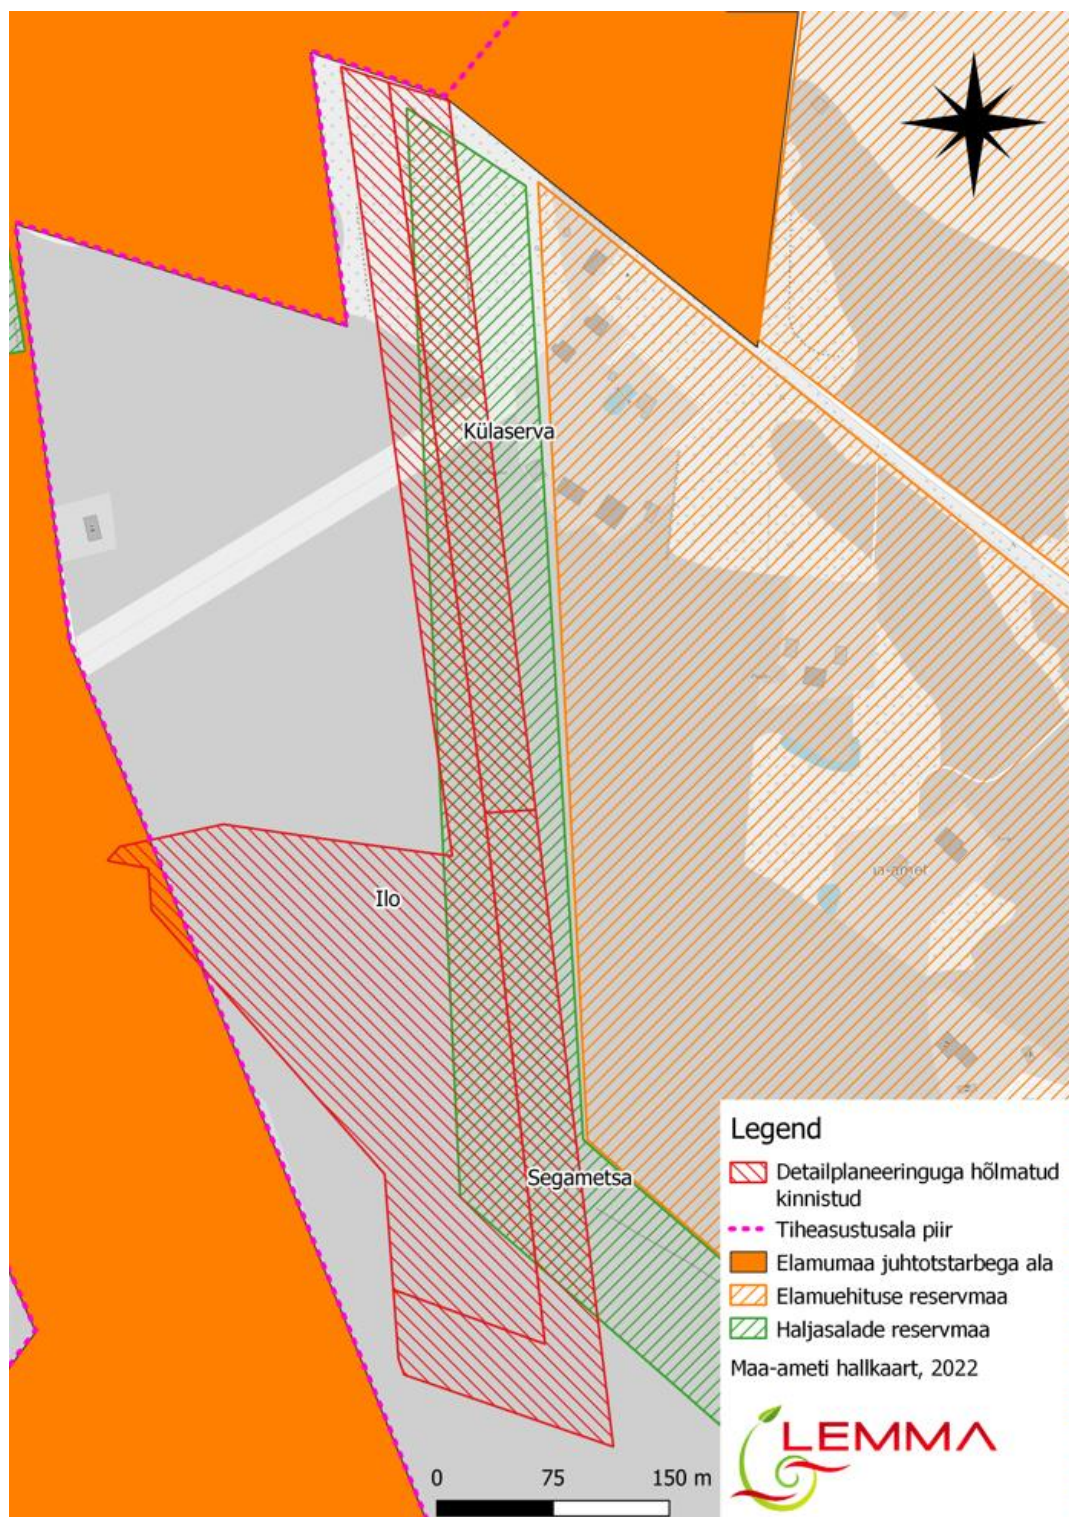 Külaserva
Ilo
Segametsa
Legend
Detailplaneeringuga hõlmatud
kinnistud
Tiheasustusala piir
Elamumaa juhtotstarbega ala
Elamuehituse reservmaa
Haljasalade reservmaa
Maa-ameti hallkaart, 2022
LEMMA
0 75 150 m